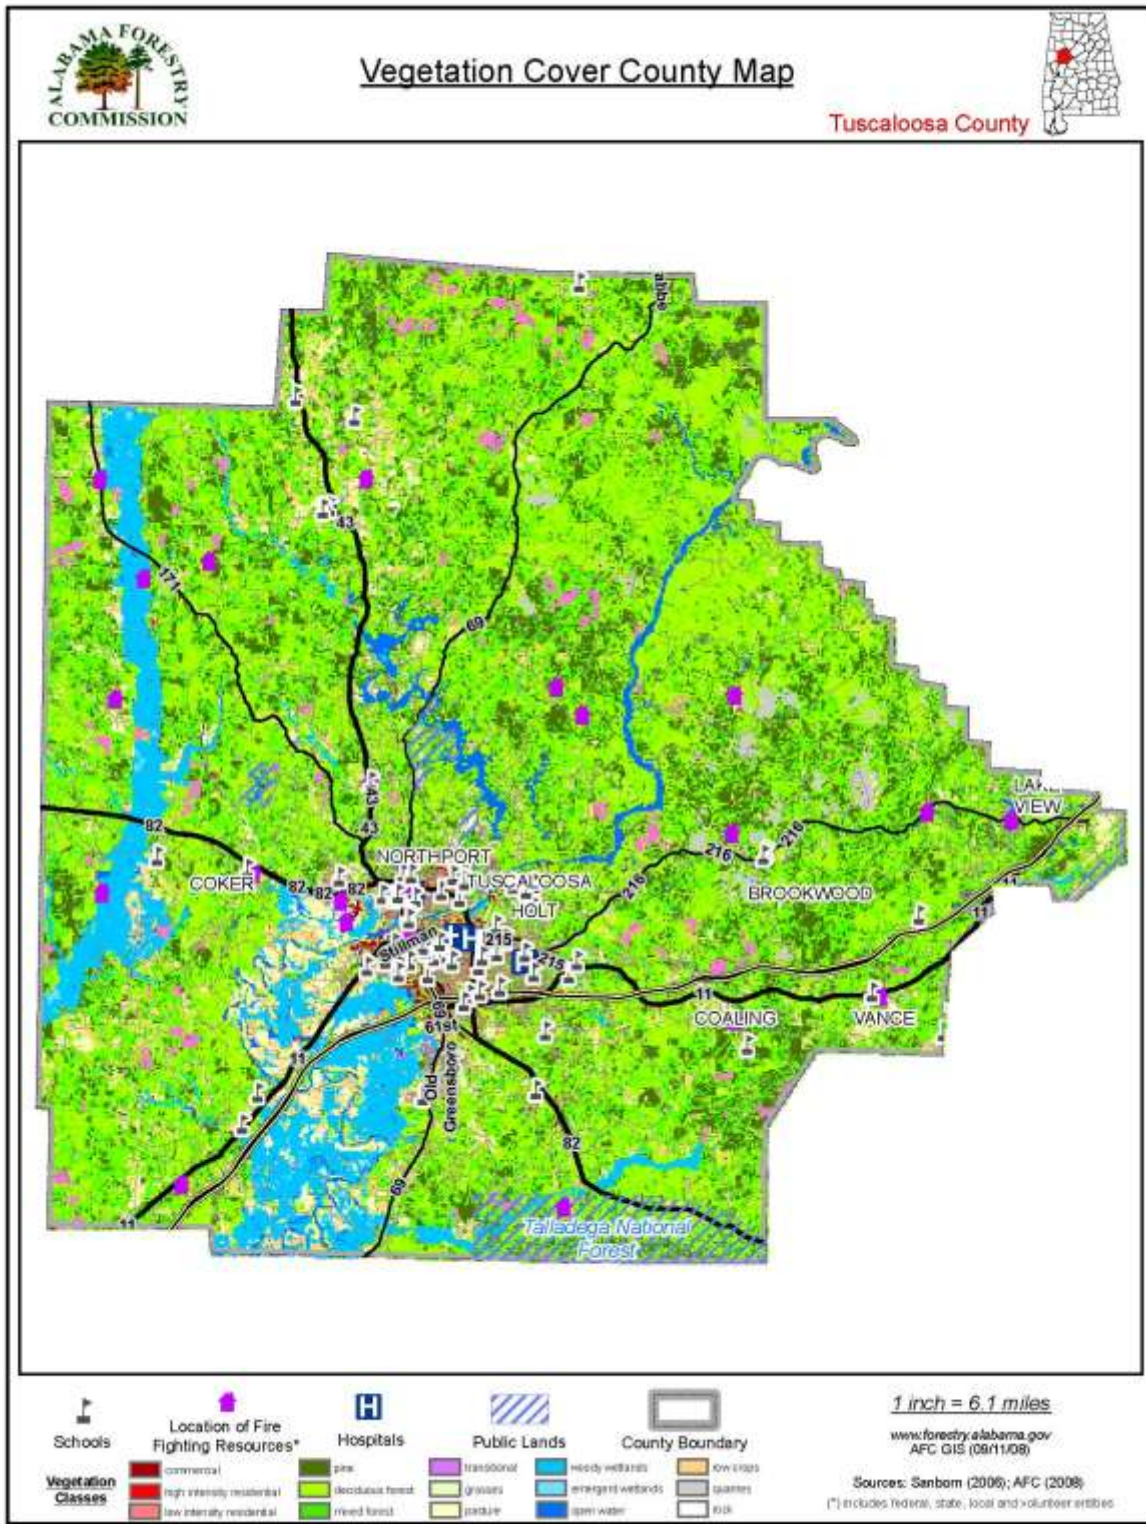 ALABAMA FORESTRY
COMMISSION
Vegetation Cover County Map
Tuscaloosa County
43
171
69
43
43
LAKE
VIEW
82
216
216
216
NORTHPORT
COKER
82
82
82
TUSCALOOSA
BROOKWOOD
HOLT
11
11
Stillman
215
215
69
11
COALING
VANCE
61st
11
Old
Greensboro
82
69
11
Talladega National
Forest
Schools
Location of Fire
Fighting Resources*
Hospitals
Public Lands
County Boundary
1 inch = 6.1 miles
www.forestry.alabama.gov
AFC GIS (09/11/08)
Sources: Sanborn (2006); AFC (2008)
(*) includes federal, state, local and volunteer entities
Vegetation
Classes
commercial
high intensity residential
low intensity residential
pine
deciduous forest
mixed forest
transitional
grasses
pasture
woody wetlands
emergent wetlands
open water
row crops
quarries
rock